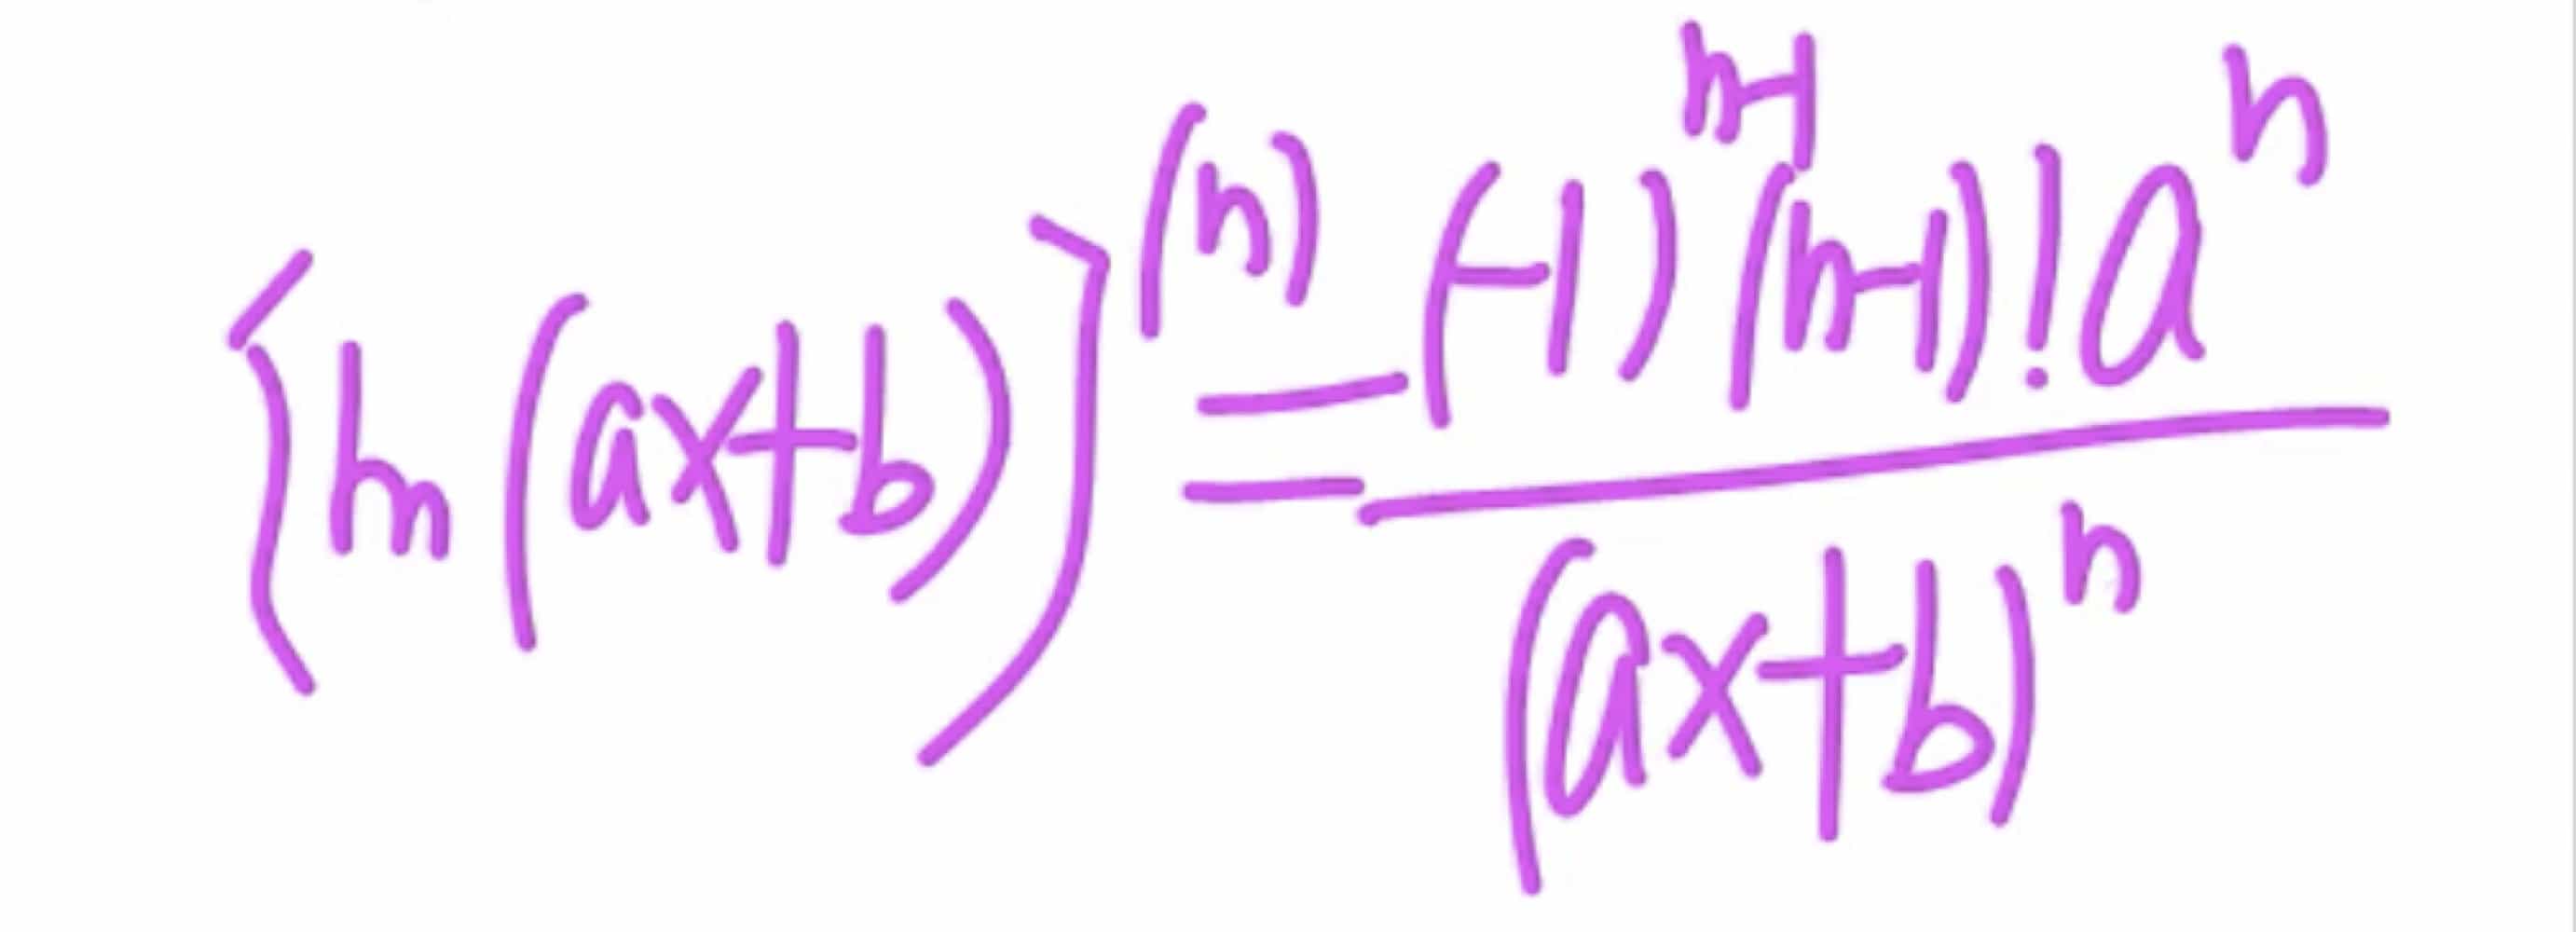 [ln(ax+b)]^(n) = (-1)^(n-1) (n-1)! a^n / (ax+b)^n